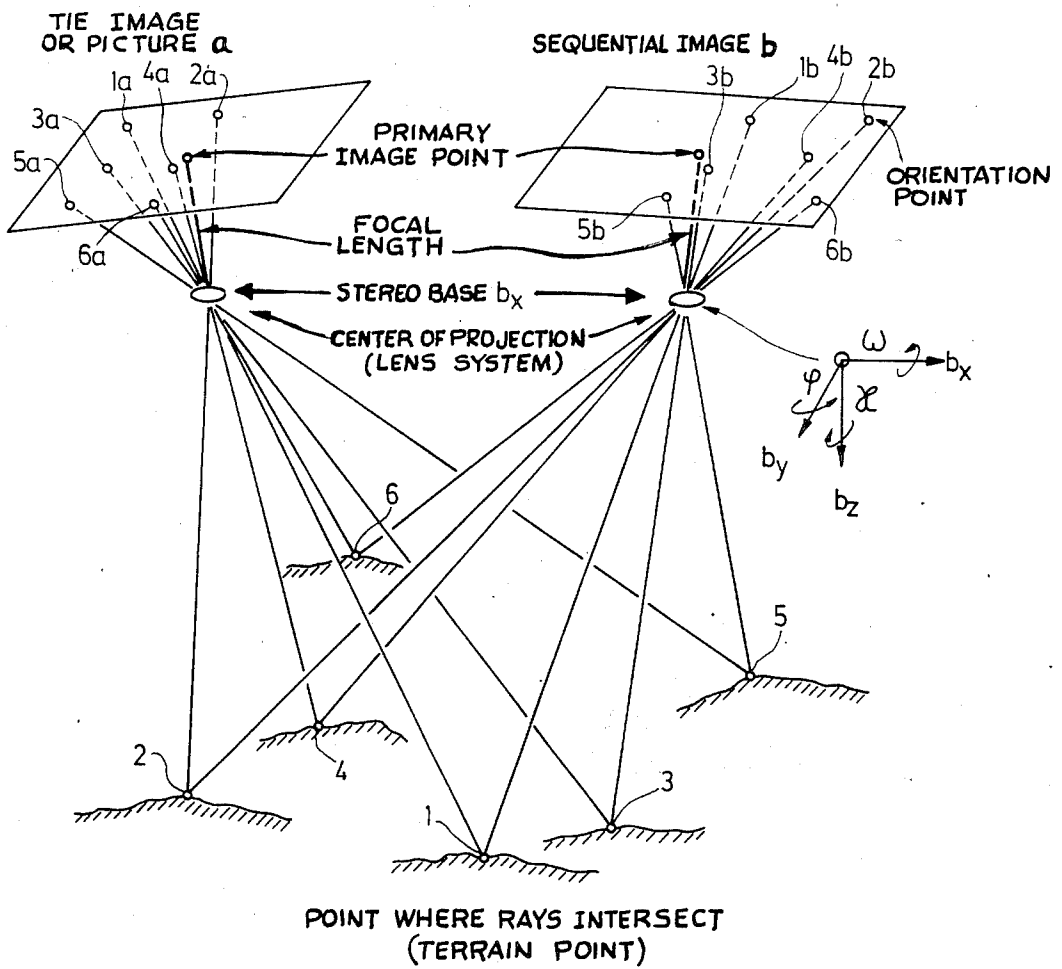 TIE IMAGE
OR PICTURE a
SEQUENTIAL IMAGE b
1a
4a
2a
3a
5a
6a
3b
1b
4b
2b
5b
6b
PRIMARY
IMAGE POINT
ORIENTATION
POINT
FOCAL
LENGTH
STEREO BASE bx
CENTER OF PROJECTION
(LENS SYSTEM)
ω
bx
φ
ϰ
by
bz
6
5
4
2
3
1
POINT WHERE RAYS INTERSECT
(TERRAIN POINT)